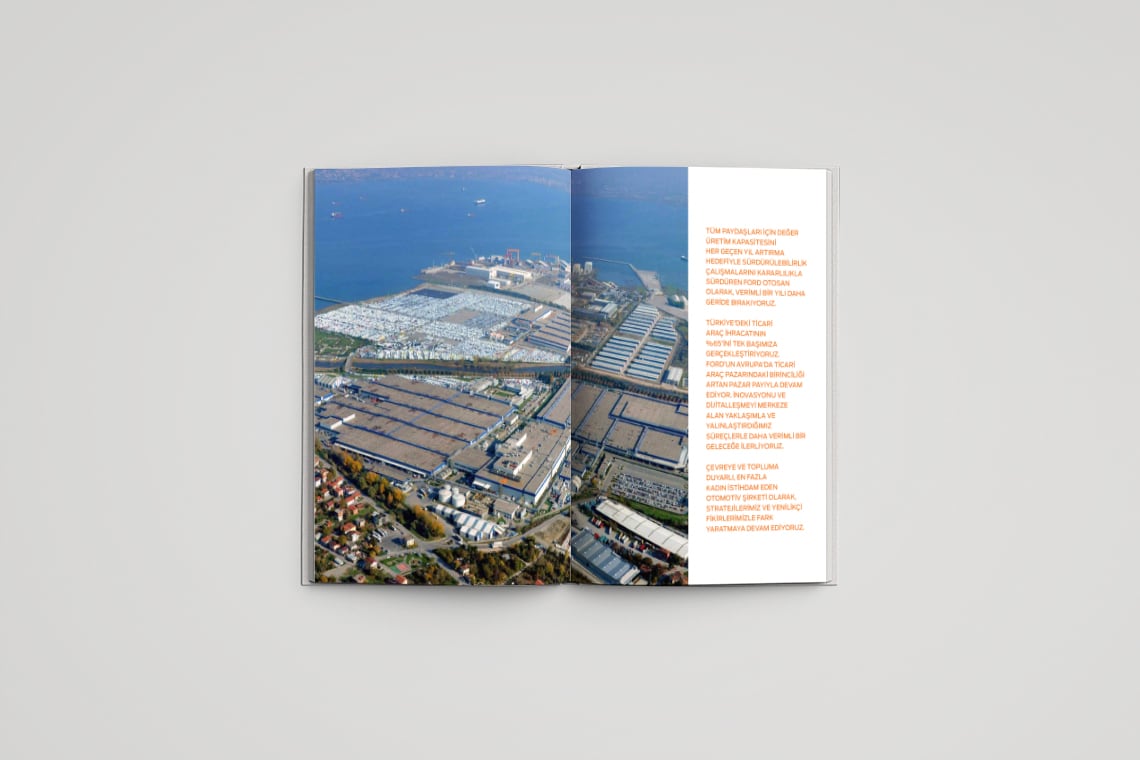 TÜM PAYDAŞLARI İÇİN DEĞER
ÜRETİM KAPASİTESİNİ
HER GEÇEN YIL ARTIRMA
HEDEFİYLE SÜRDÜRÜLEBİLİRLİK
ÇALIŞMALARINI KARARLILIKLA
SÜRDÜREN FORD OTOSAN
OLARAK, VERİMLİ BİR YILI DAHA
GERİDE BIRAKIYORUZ.
TÜRKİYE'DEKİ TİCARİ
ARAÇ İHRACATININ
%65'İNİ TEK BAŞIMIZA
GERÇEKLEŞTİRİYORUZ.
FORD'UN AVRUPA'DA TİCARİ
ARAÇ PAZARINDAKİ BİRİNCİLİĞİ
ARTAN PAZAR PAYIYLA DEVAM
EDİYOR. İNOVASYONU VE
DİJİTALLEŞMEYİ MERKEZE
ALAN YAKLAŞIMLA VE
YALINLAŞTIRDIĞIMIZ
SÜREÇLERLE DAHA VERİMLİ BİR
GELECEĞE İLERLİYORUZ.
ÇEVREYE VE TOPLUMA
DUYARLI, EN FAZLA
KADIN İSTİHDAM EDEN
OTOMOTİV ŞİRKETİ OLARAK,
STRATEJİLERİMİZ VE YENİLİKÇİ
FİKİRLERİMİZLE FARK
YARATMAYA DEVAM EDİYORUZ.